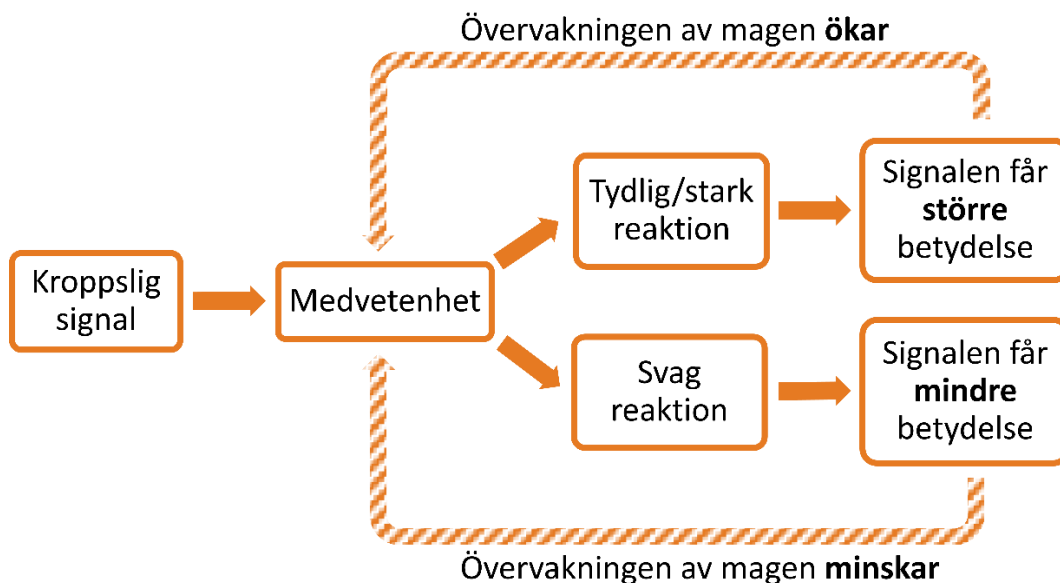 Övervakningen av magen ökar
Kroppslig
signal
Medvetenhet
Tydlig/stark
reaktion
Signalen får
större
betydelse
Svag
reaktion
Signalen får
mindre
betydelse
Övervakningen av magen minskar